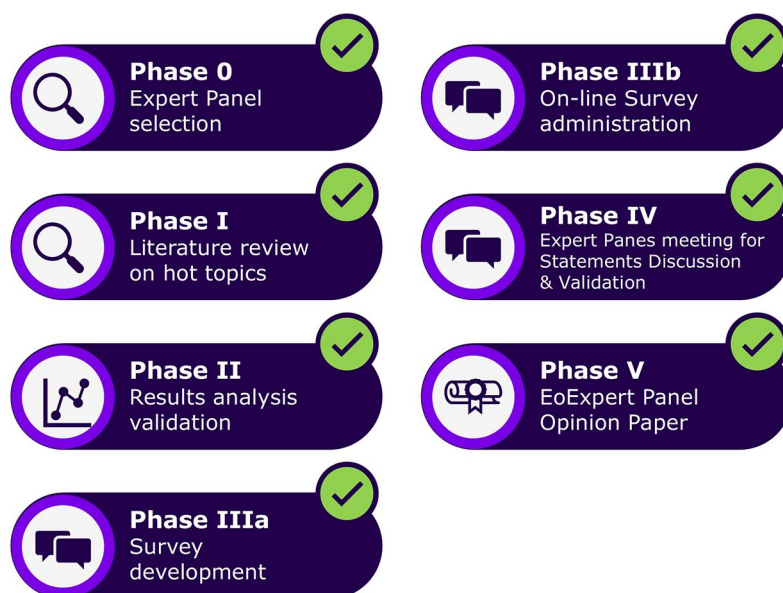 Phase 0
Expert Panel
selection
Phase I
Literature review
on hot topics
Phase II
Results analysis
validation
Phase IIIa
Survey
development
Phase IIIb
On-line Survey
administration
Phase IV
Expert Panes meeting for
Statements Discussion
& Validation
Phase V
EoExpert Panel
Opinion Paper